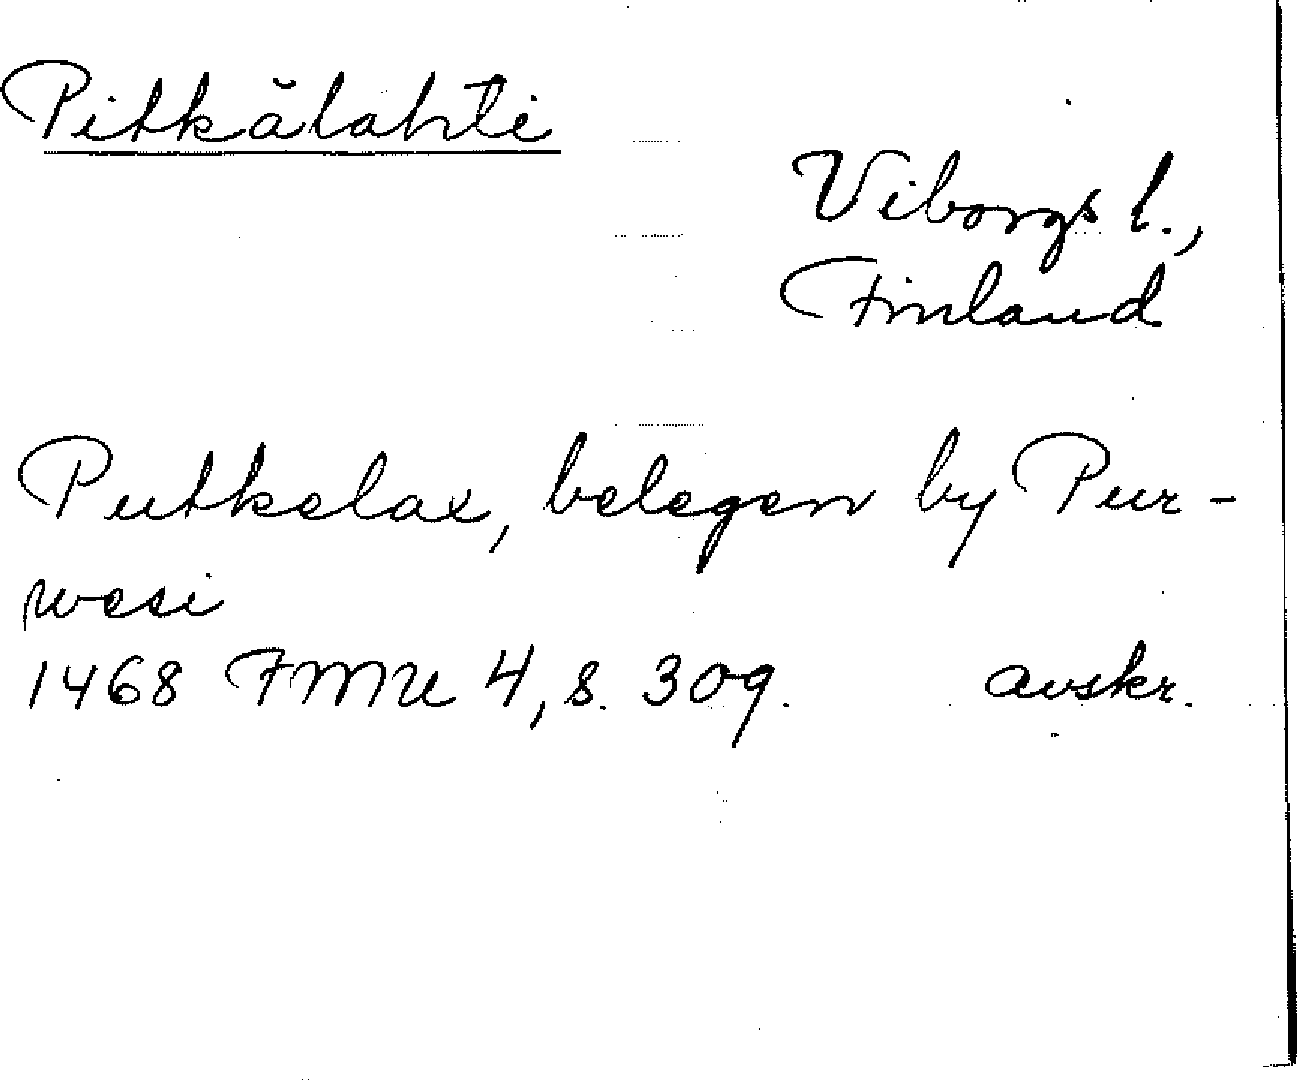 Pitkälahti
Viborgs l.,
Finland
Putkelax, belegen by Pur-
wesi
1468 FMU 4, s. 309. avskr.